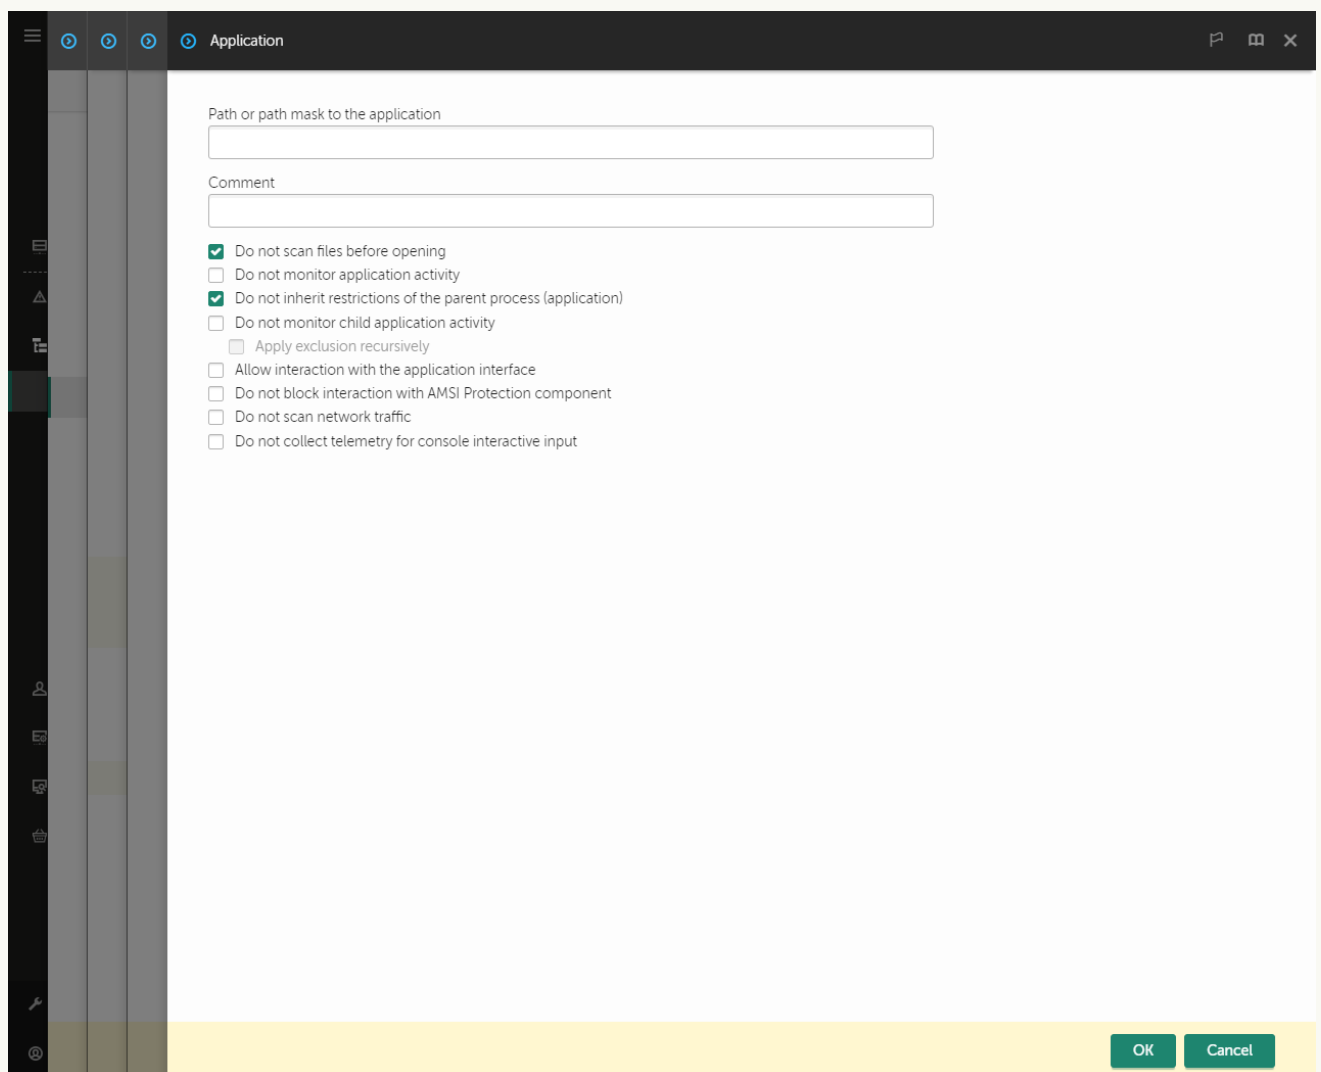 Application
Path or path mask to the application
Comment
Do not scan files before opening
Do not monitor application activity
Do not inherit restrictions of the parent process (application)
Do not monitor child application activity
Apply exclusion recursively
Allow interaction with the application interface
Do not block interaction with AMSI Protection component
Do not scan network traffic
Do not collect telemetry for console interactive input
OK Cancel